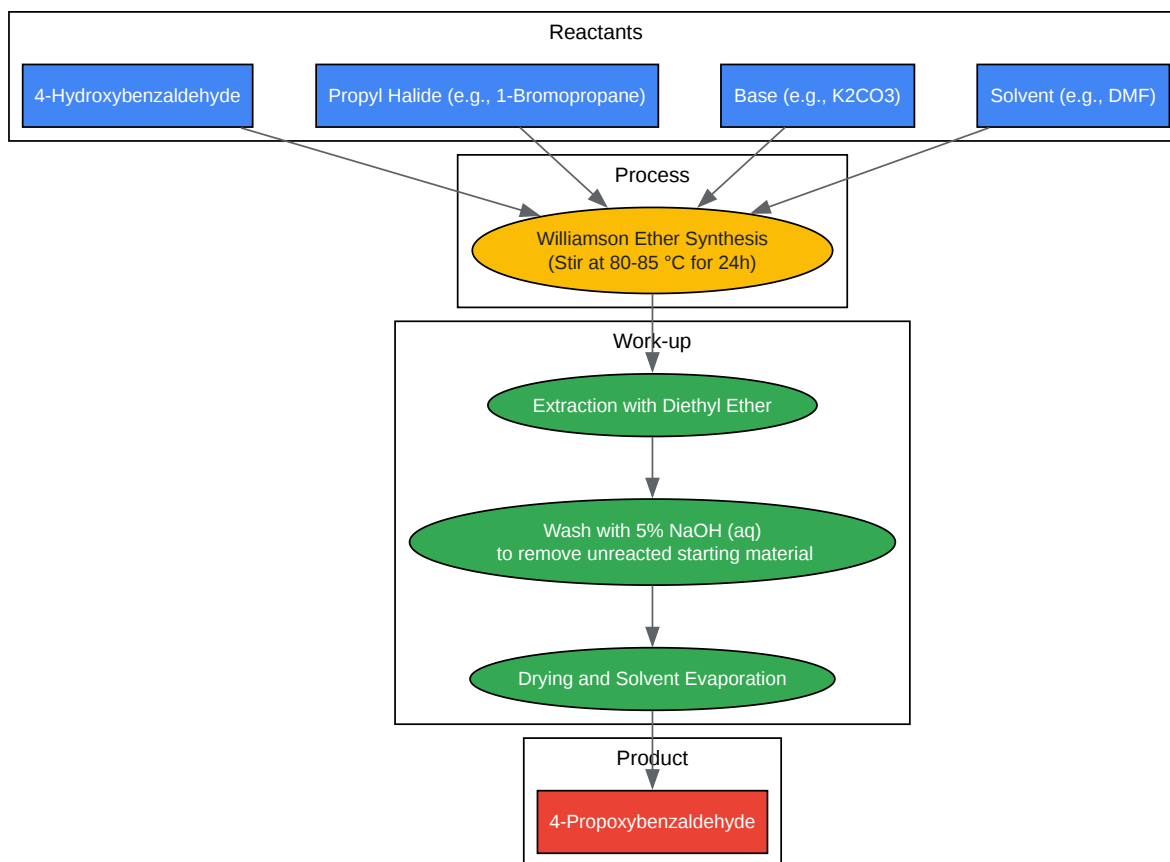 Reactants
4-Hydroxybenzaldehyde
Propyl Halide (e.g., 1-Bromopropane)
Base (e.g., K2CO3)
Solvent (e.g., DMF)
Process
Williamson Ether Synthesis
(Stir at 80-85 °C for 24h)
Work-up
Extraction with Diethyl Ether
Wash with 5% NaOH (aq)
to remove unreacted starting material
Drying and Solvent Evaporation
Product
4-Propoxybenzaldehyde